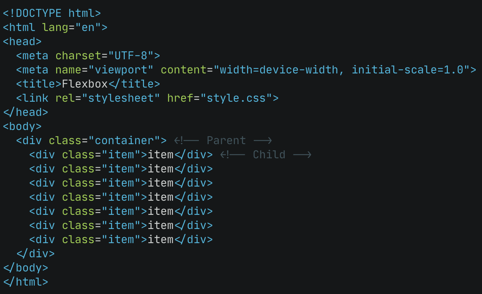 <!DOCTYPE html>
<html lang="en">
<head>
  <meta charset="UTF-8">
  <meta name="viewport" content="width=device-width, initial-scale=1.0">
  <title>Flexbox</title>
  <link rel="stylesheet" href="style.css">
</head>
<body>
  <div class="container"> <!-- Parent -->
    <div class="item">item</div> <!-- Child -->
    <div class="item">item</div>
    <div class="item">item</div>
    <div class="item">item</div>
    <div class="item">item</div>
    <div class="item">item</div>
    <div class="item">item</div>
  </div>
</body>
</html>